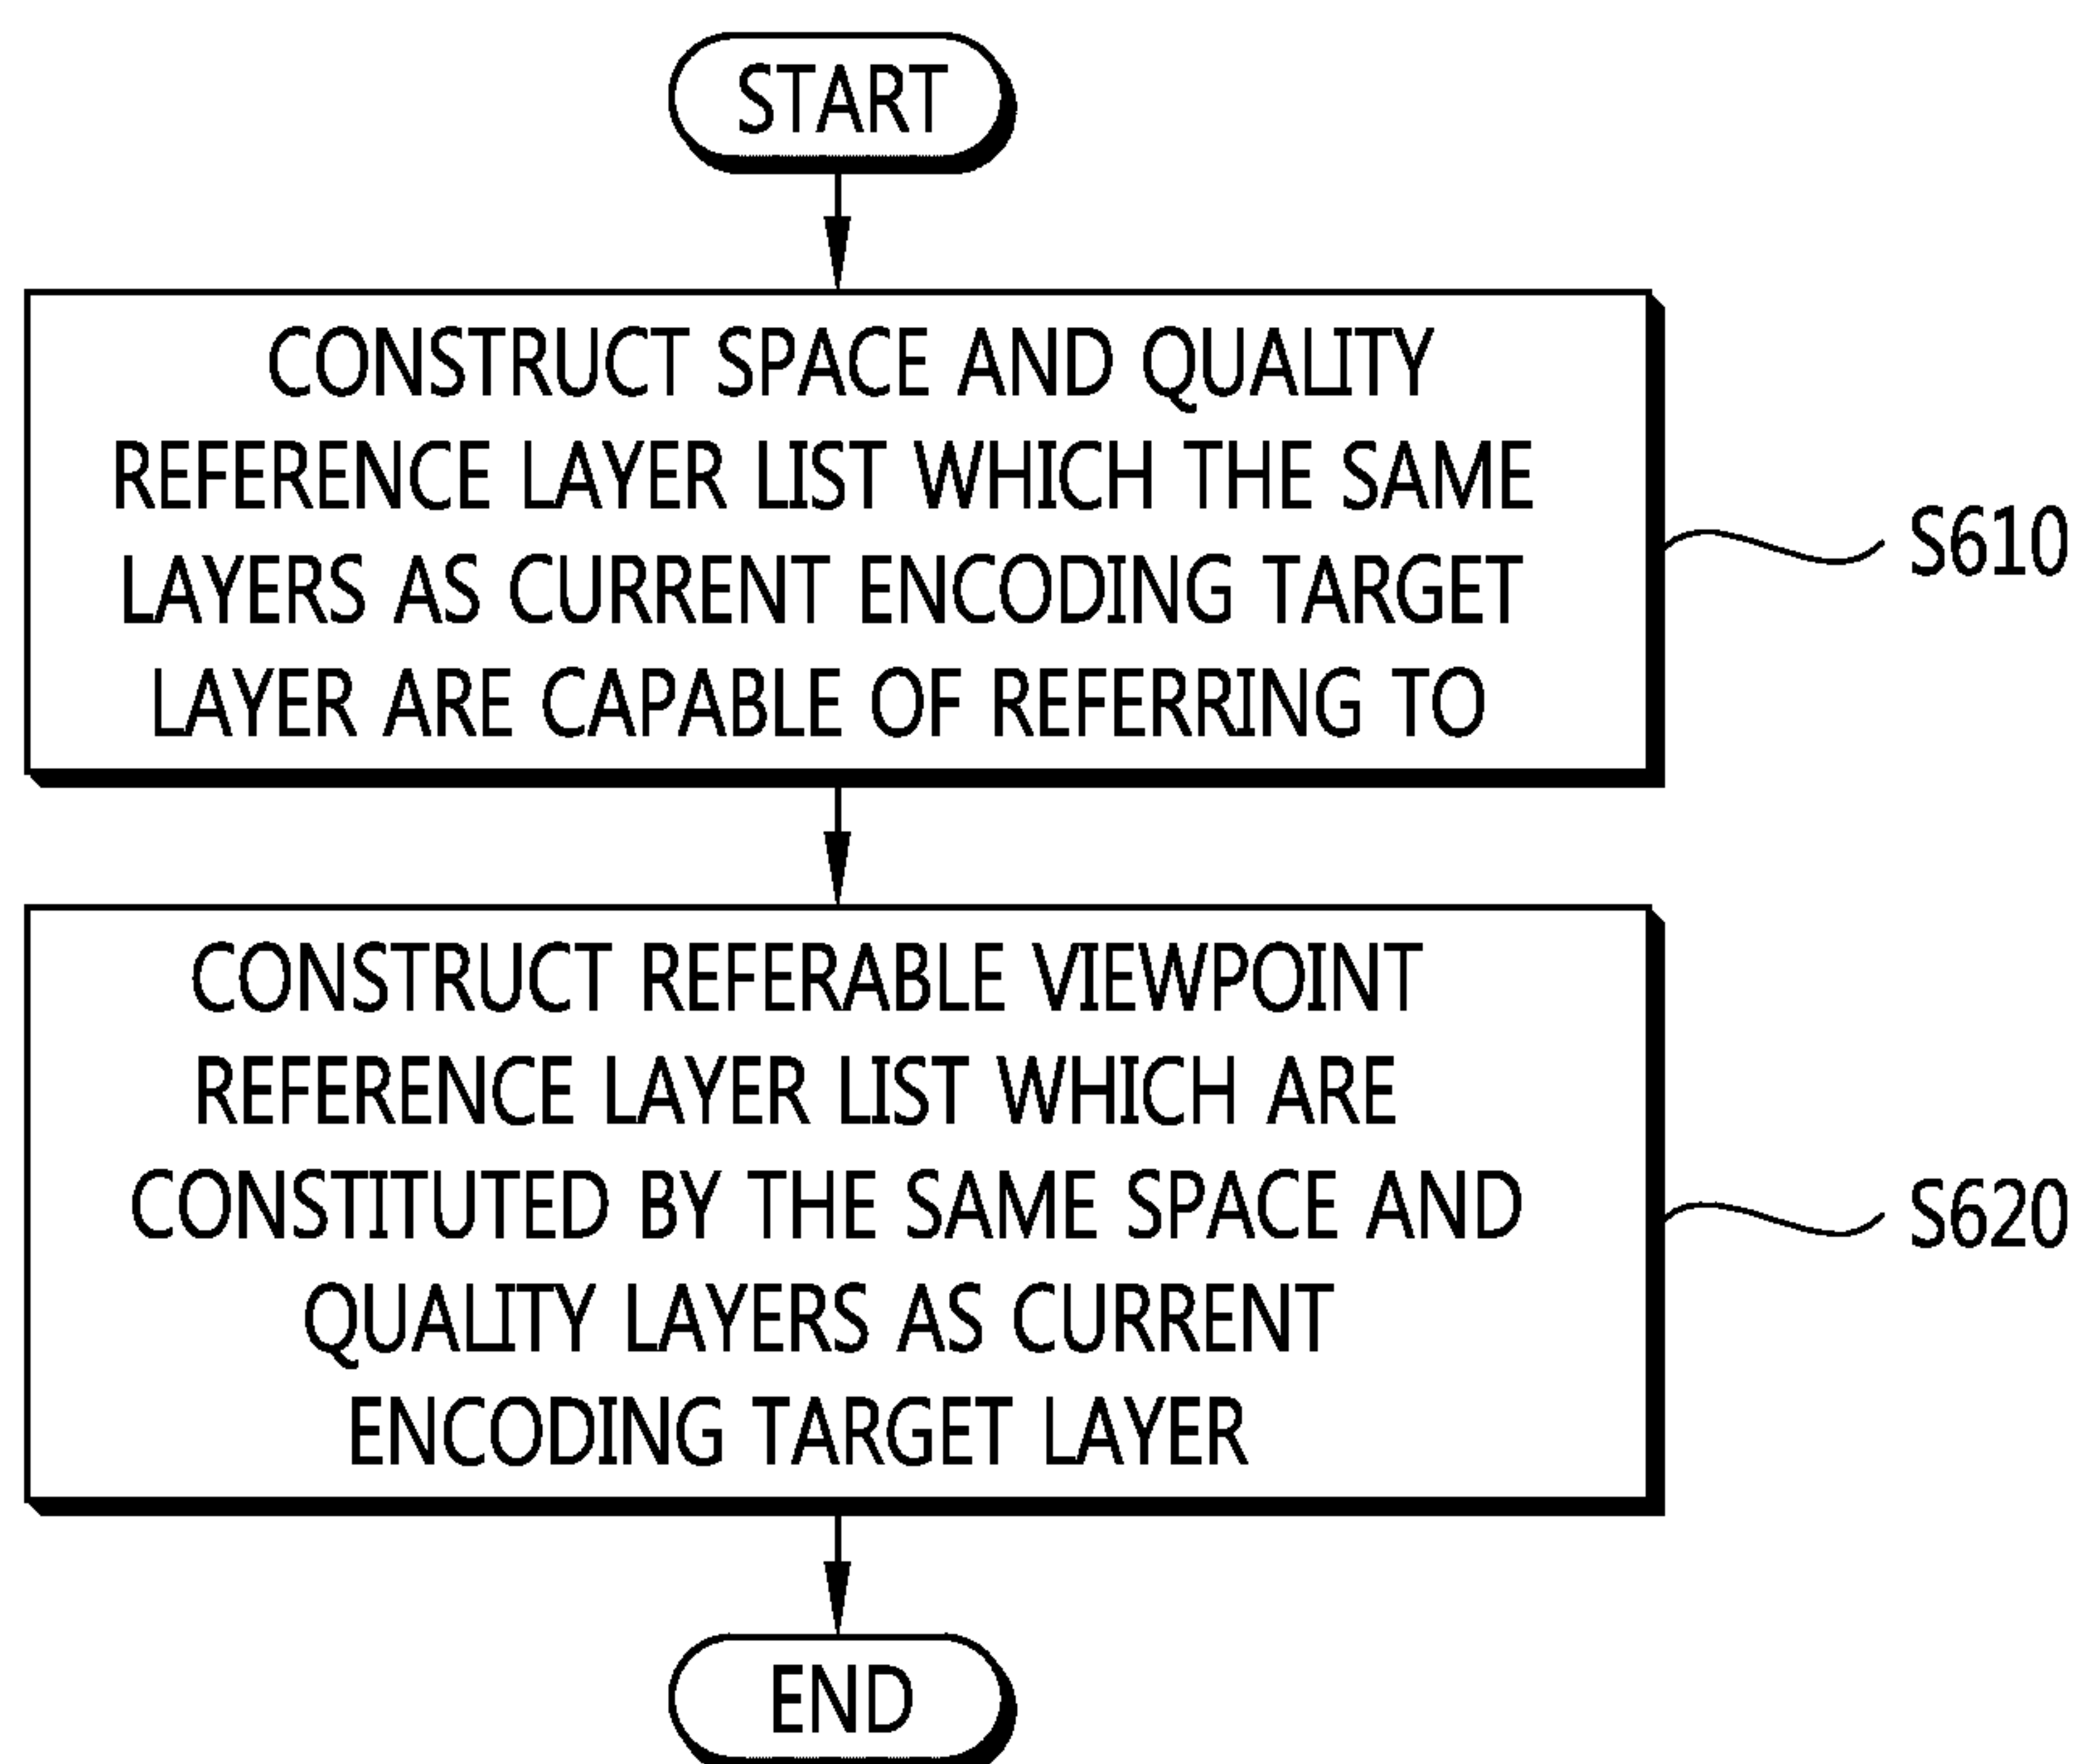 START
CONSTRUCT SPACE AND QUALITY
REFERENCE LAYER LIST WHICH THE SAME
LAYERS AS CURRENT ENCODING TARGET
LAYER ARE CAPABLE OF REFERRING TO
S610
CONSTRUCT REFERABLE VIEWPOINT
REFERENCE LAYER LIST WHICH ARE
CONSTITUTED BY THE SAME SPACE AND
QUALITY LAYERS AS CURRENT
ENCODING TARGET LAYER
S620
END